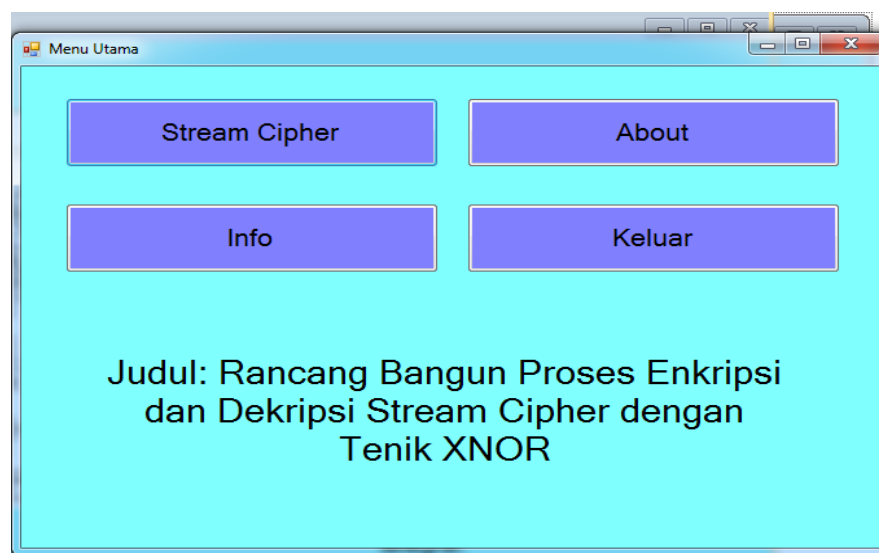 Menu Utama
Stream Cipher
About
Info
Keluar
Judul: Rancang Bangun Proses Enkripsi
dan Dekripsi Stream Cipher dengan
Tenik XNOR